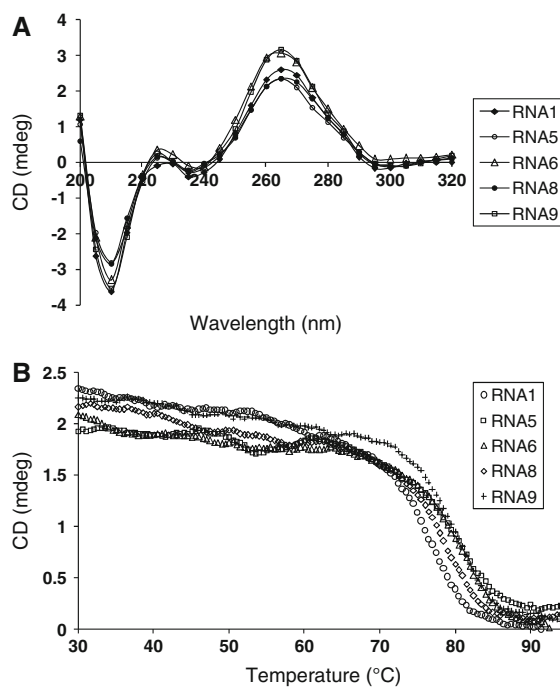 A
4
3
2
1
0
-1
-2
-3
-4
200 220 240 260 280 300 320
CD (mdeg)
Wavelength (nm)
RNA1
RNA5
RNA6
RNA8
RNA9
B
2.5
2
1.5
1
0.5
0
30 40 50 60 70 80 90
CD (mdeg)
Temperature (°C)
RNA1
RNA5
RNA6
RNA8
RNA9